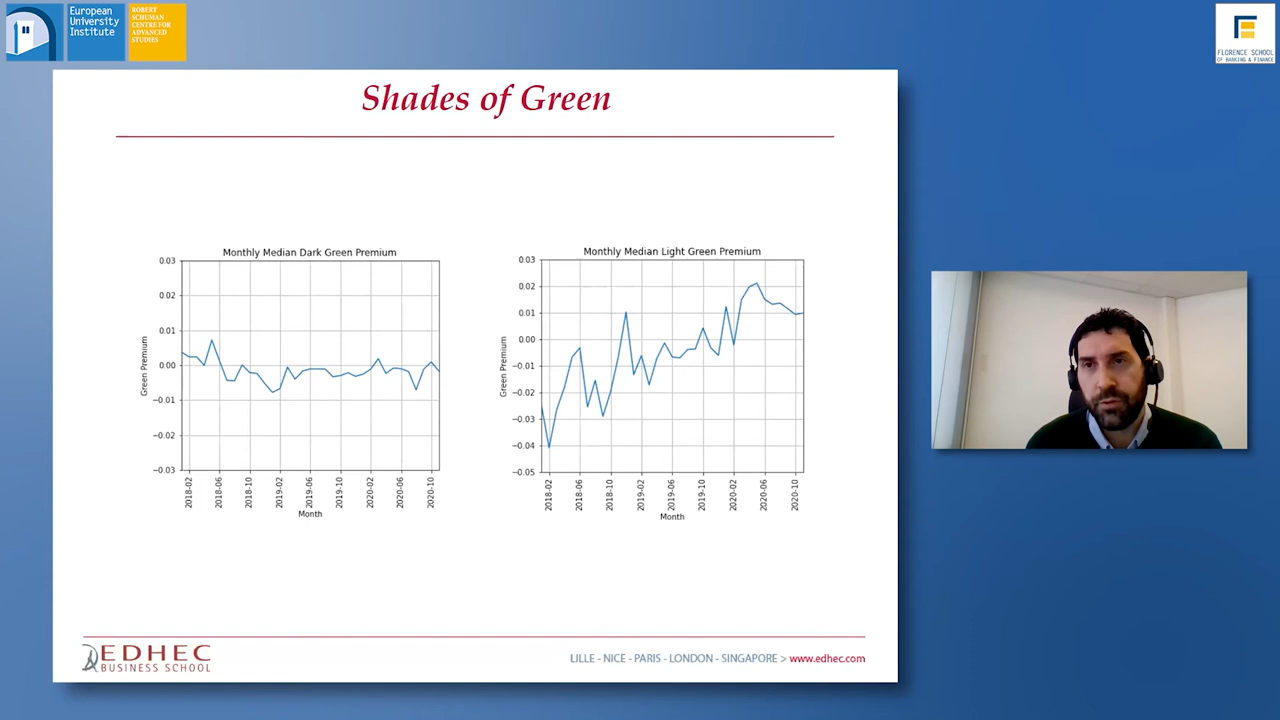 European
University
Institute
ROBERT
SCHUMAN
CENTRE FOR
ADVANCED
STUDIES
FLORENCE SCHOOL
OF BANKING & FINANCE
Shades of Green
Monthly Median Dark Green Premium
0.03
0.02
0.01
0.00
−0.01
−0.02
−0.03
Green Premium
2018-02
2018-06
2018-10
2019-02
2019-06
2019-10
2020-02
2020-06
2020-10
Month
Monthly Median Light Green Premium
0.03
0.02
0.01
0.00
−0.01
−0.02
−0.03
−0.04
−0.05
Green Premium
2018-02
2018-06
2018-10
2019-02
2019-06
2019-10
2020-02
2020-06
2020-10
Month
EDHEC
BUSINESS SCHOOL
LILLE - NICE - PARIS - LONDON - SINGAPORE > www.edhec.com